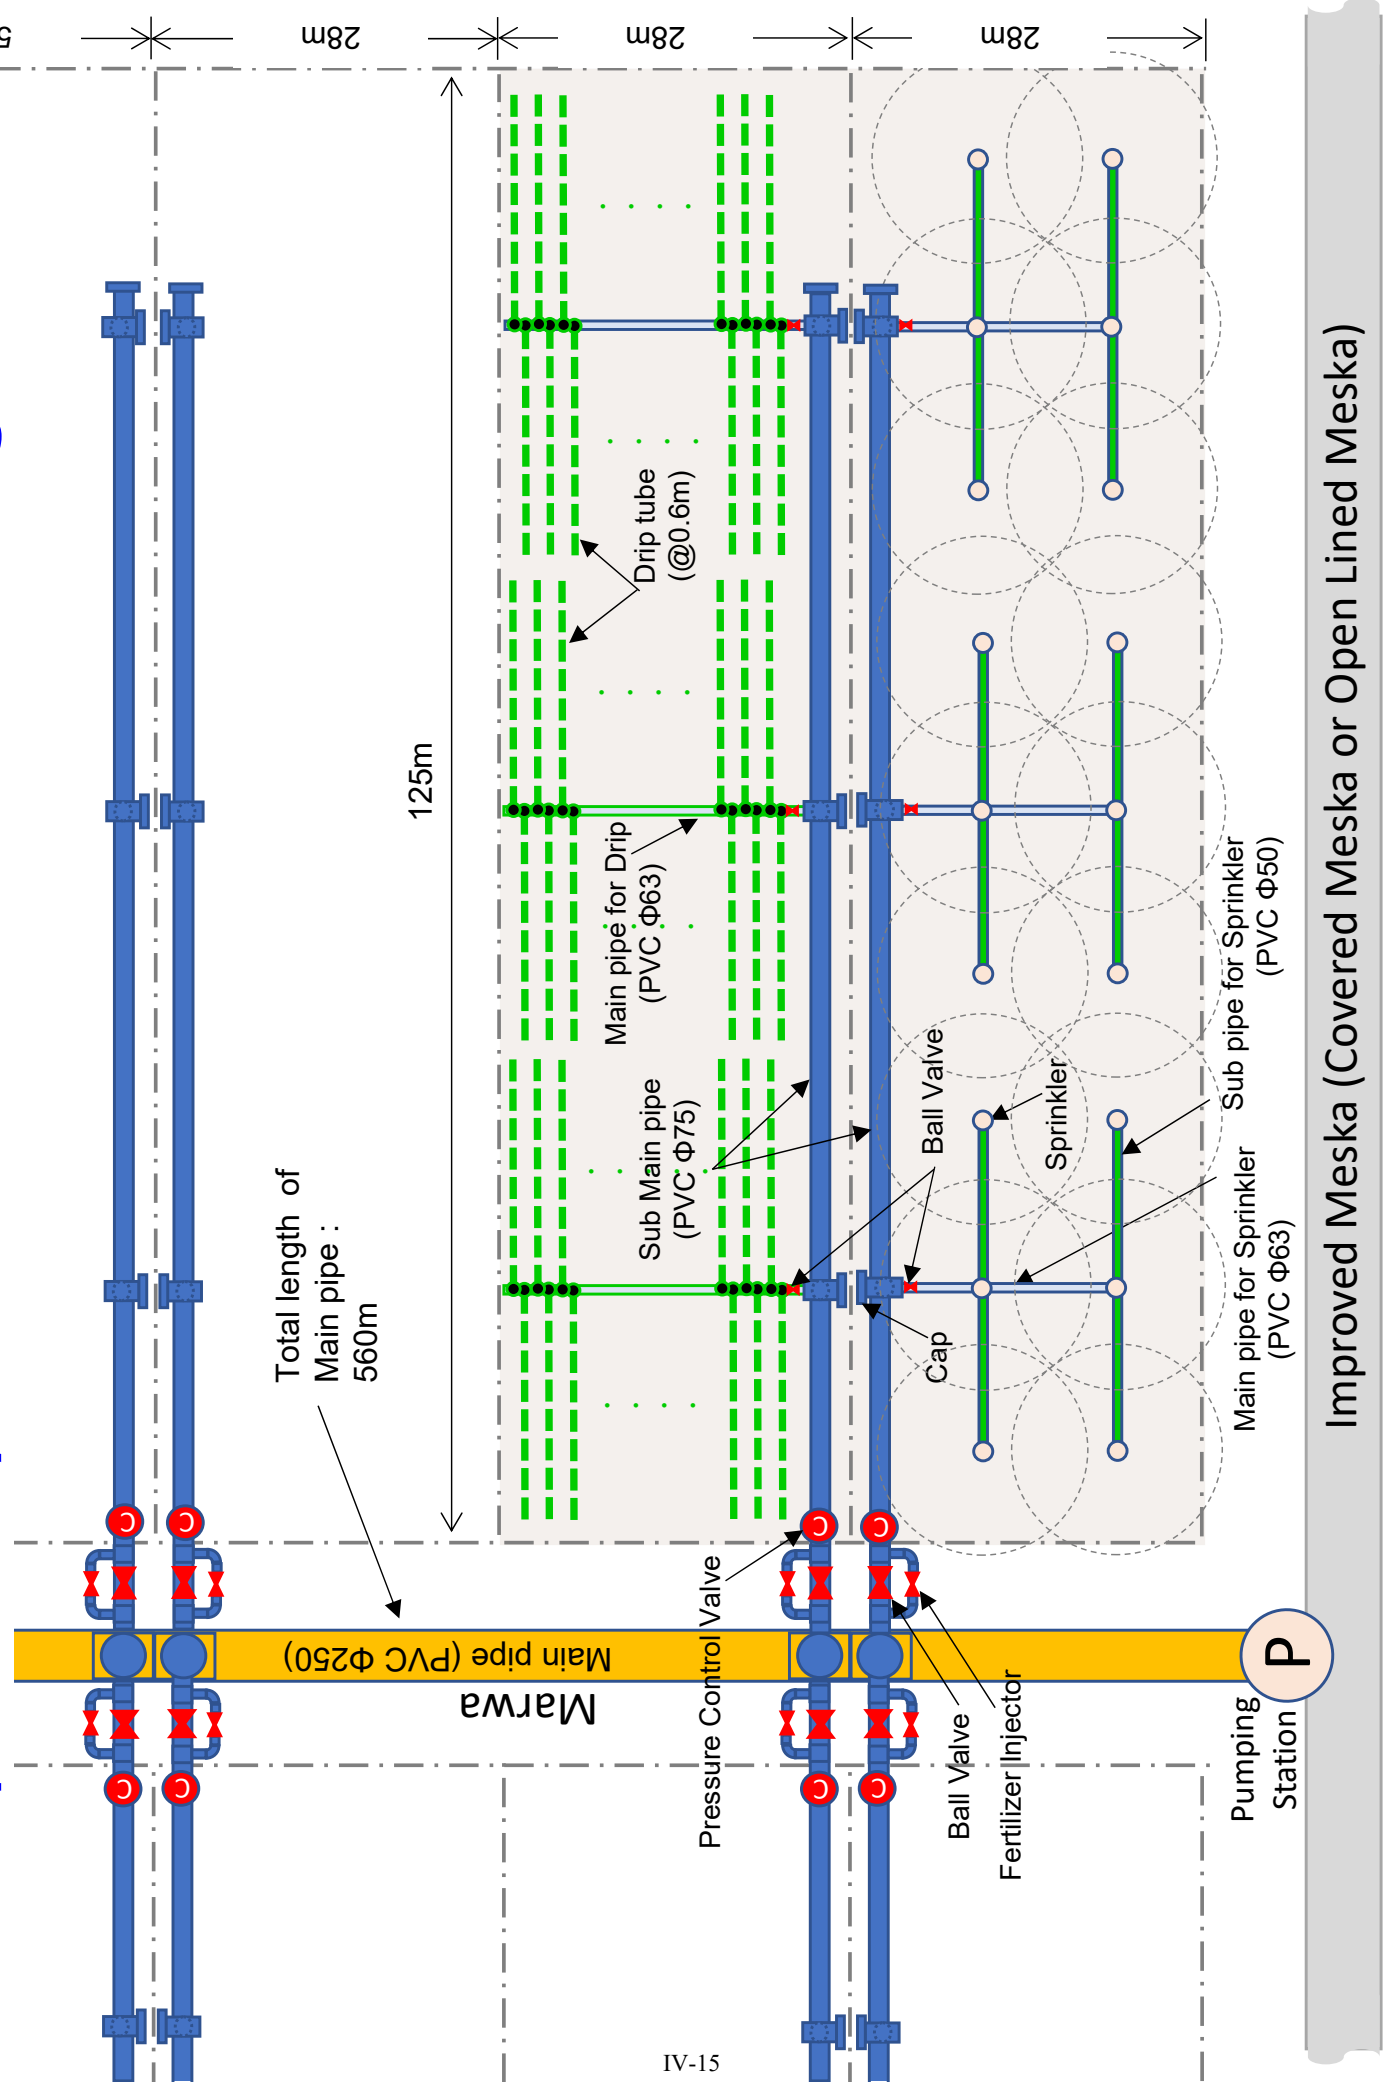 28m
28m
28m
125m
Total length of
Main pipe :
560m
Drip tube
(@0.6m)
Main pipe for Drip
(PVC Φ63)
Sub Main pipe
(PVC Φ75)
Ball Valve
Sprinkler
Cap
Sub pipe for Sprinkler
(PVC Φ50)
Main pipe for Sprinkler
(PVC Φ63)
C
C
C
C
Main pipe (PVC Φ250)
Marwa
Pressure Control Valve
Ball Valve
Fertilizer Injector
P
Pumping
Station
C
C
C
C
Improved Meska (Covered Meska or Open Lined Meska)
IV-15